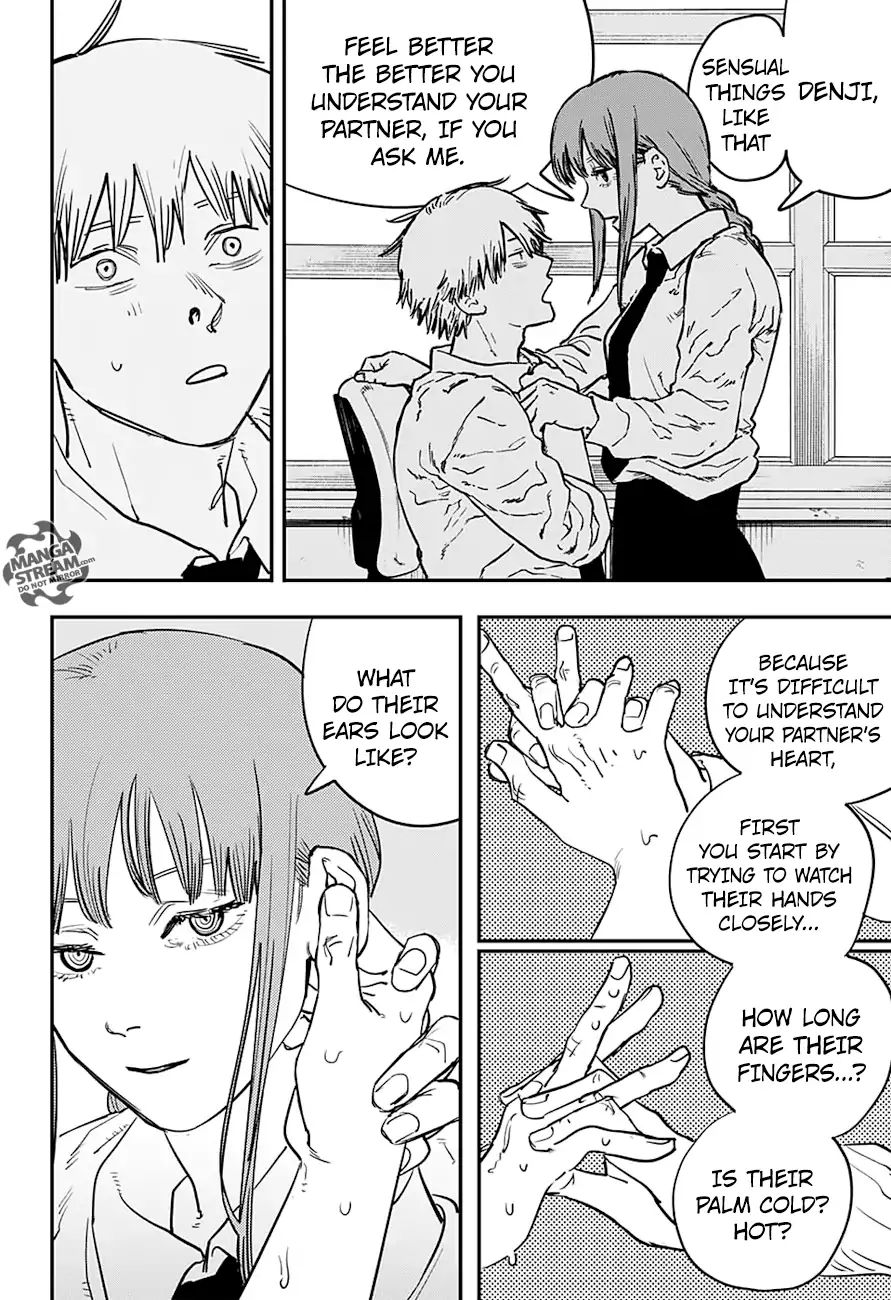 SENSUAL
THINGS DENJI,
LIKE
THAT
FEEL BETTER
THE BETTER YOU
UNDERSTAND YOUR
PARTNER, IF YOU
ASK ME.
MANGA
STREAM.com
DO NOT MIRROR
BECAUSE
IT'S DIFFICULT
TO UNDERSTAND
YOUR PARTNER'S
HEART,
FIRST
YOU START BY
TRYING TO WATCH
THEIR HANDS
CLOSELY...
HOW LONG
ARE THEIR
FINGERS...?
IS THEIR
PALM COLD?
HOT?
WHAT
DO THEIR
EARS LOOK
LIKE?